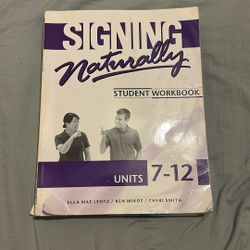 SIGNING
Naturally
STUDENT WORKBOOK
UNITS 7-12
ELLA MAE LENTZ / KEN MIKOS / CHERI SMITH